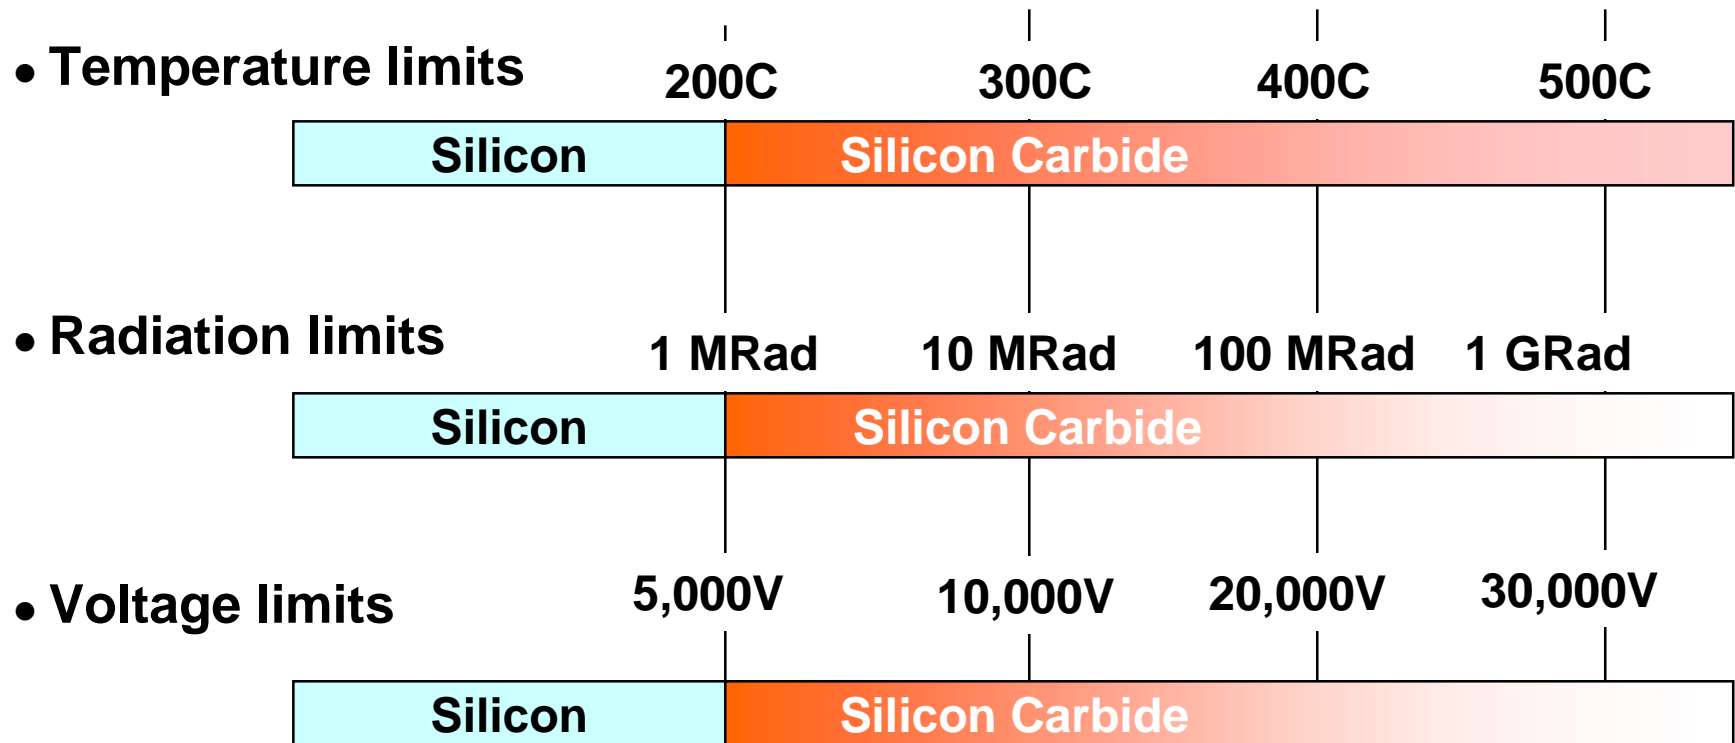 • Temperature limits
200C 300C 400C 500C
Silicon Silicon Carbide
• Radiation limits
1 MRad 10 MRad 100 MRad 1 GRad
Silicon Silicon Carbide
• Voltage limits
5,000V 10,000V 20,000V 30,000V
Silicon Silicon Carbide